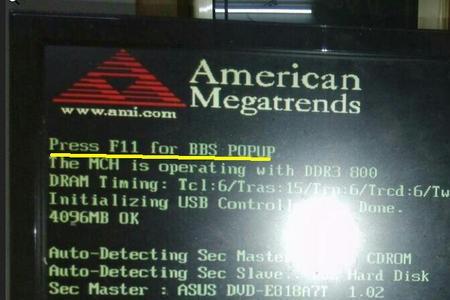 American
Megatrends
www.ami.com
Press F11 for BBS POPUP
The MCH is operating with DDR3 800
DRAM Timing: Tcl:6/Tras:15/Trp:6/Trcd:6/Tw
Initializing USB Controll Done.
4096MB OK
Auto-Detecting Sec Maste CDROM
Auto-Detecting Sec Slave Hard Disk
Sec Master : ASUS DVD-E818A7T 1.02